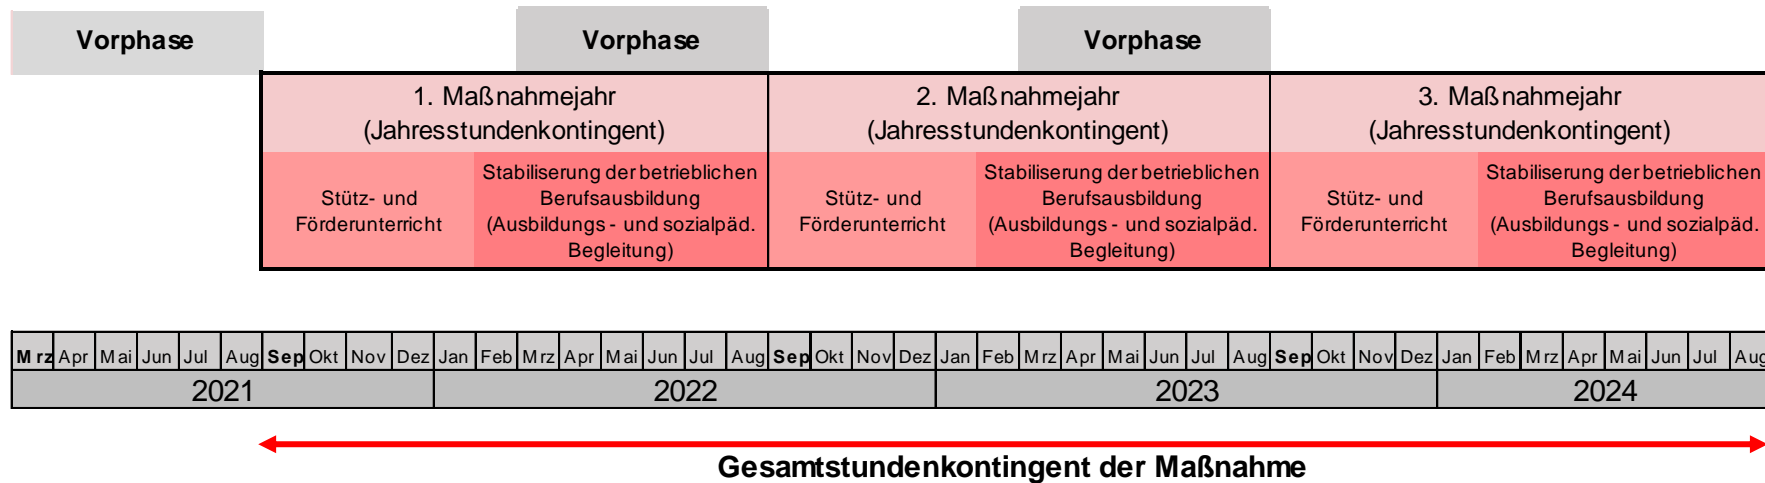 Vorphase Vorphase Vorphase
1. Maßnahmejahr
(Jahresstundenkontingent)
2. Maßnahmejahr
(Jahresstundenkontingent)
3. Maßnahmejahr
(Jahresstundenkontingent)
Stütz- und
Förderunterricht
Stabiliserung der betrieblichen
Berufsausbildung
(Ausbildungs - und sozialpäd.
Begleitung)
Stütz- und
Förderunterricht
Stabiliserung der betrieblichen
Berufsausbildung
(Ausbildungs - und sozialpäd.
Begleitung)
Stütz- und
Förderunterricht
Stabiliserung der betrieblichen
Berufsausbildung
(Ausbildungs - und sozialpäd.
Begleitung)
Mrz Apr Mai Jun Jul Aug Sep Okt Nov Dez Jan Feb Mrz Apr Mai Jun Jul Aug Sep Okt Nov Dez Jan Feb Mrz Apr Mai Jun Jul Aug Sep Okt Nov Dez Jan Feb Mrz Apr Mai Jun Jul Aug
2021 2022 2023 2024
Gesamtstundenkontingent der Maßnahme